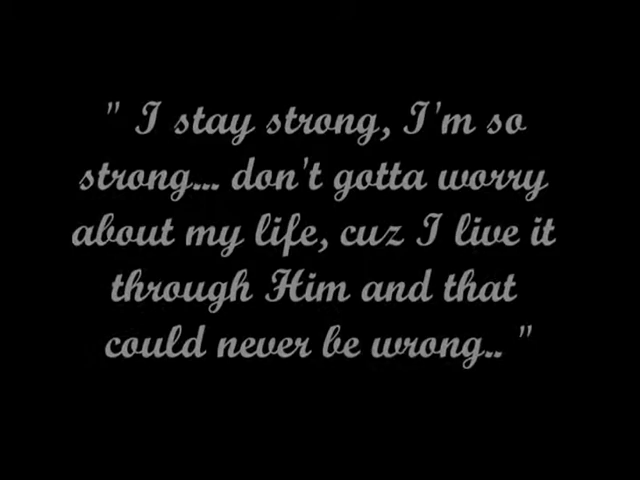 " I stay strong, I'm so
strong... don't gotta worry
about my life, cuz I live it
through Him and that
could never be wrong.. "